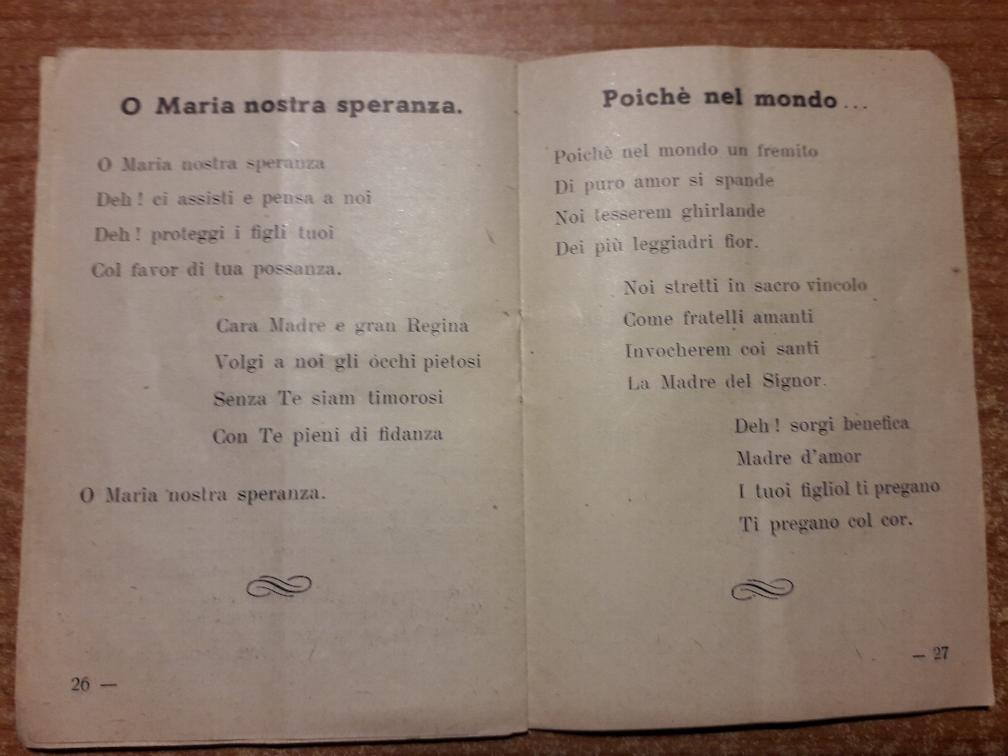 O Maria nostra speranza.
O Maria nostra speranza
Deh! ci assisti e pensa a noi
Deh! proteggi i figli tuoi
Col favor di tua possanza.
Cara Madre e gran Regina
Volgi a noi gli occhi pietosi
Senza Te siam timorosi
Con Te pieni di fidanza
O Maria nostra speranza.
26 —
Poichè nel mondo...
Poichè nel mondo un fremito
Di puro amor si spande
Noi tesserem ghirlande
Dei più leggiadri fior.
Noi stretti in sacro vincolo
Come fratelli amanti
Invocherem coi santi
La Madre del Signor.
Deh! sorgi benefica
Madre d'amor
I tuoi figliol ti pregano
Ti pregano col cor.
— 27